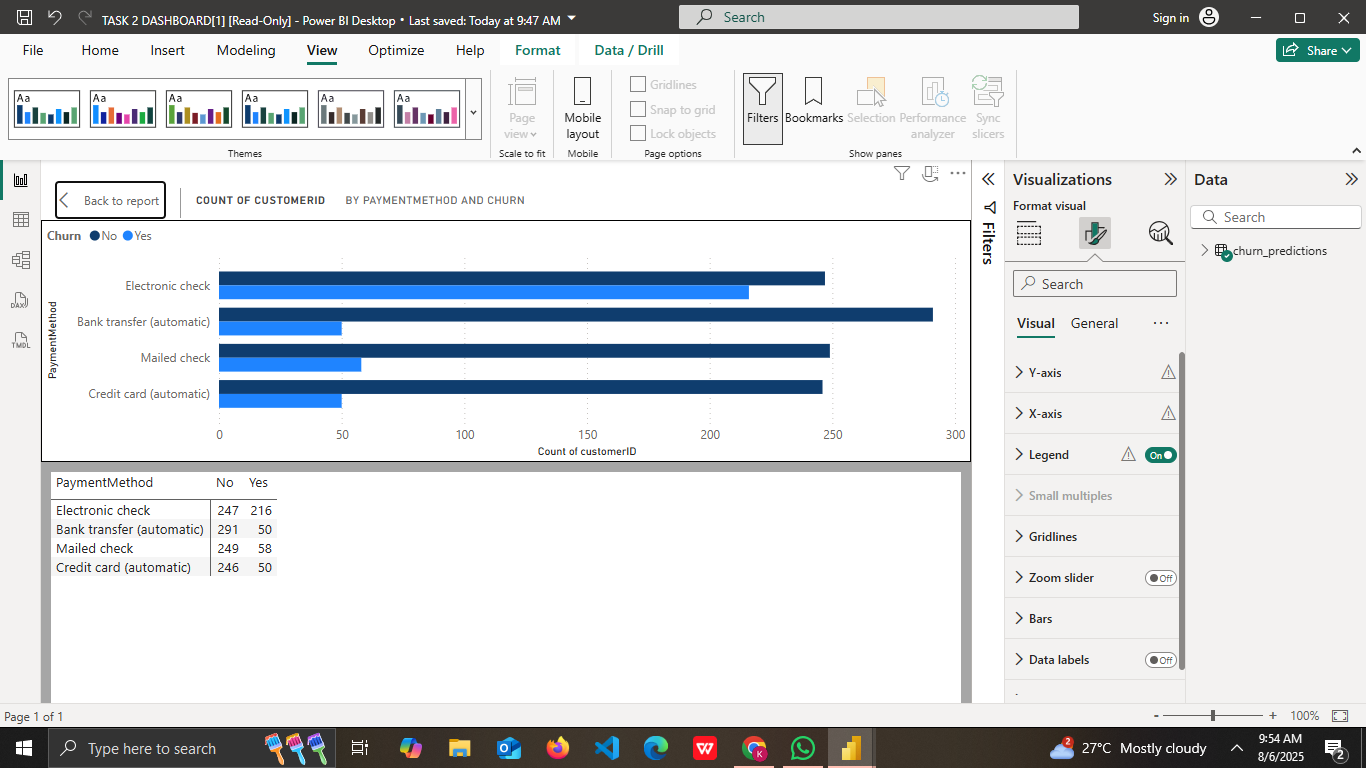 TASK 2 DASHBOARD[1] [Read-Only] - Power BI Desktop • Last saved: Today at 9:47 AM
Search
Sign in
File Home Insert Modeling View Optimize Help Format Data / Drill
Share
Aa Aa Aa Aa Aa Aa
Page view
Mobile layout
Gridlines
Snap to grid
Lock objects
Filters
Bookmarks
Selection
Performance analyzer
Sync slicers
Themes
Scale to fit
Mobile
Page options
Show panes
Back to report
COUNT OF CUSTOMERID
BY PAYMENTMETHOD AND CHURN
Churn No Yes
PaymentMethod
Electronic check
Bank transfer (automatic)
Mailed check
Credit card (automatic)
0 50 100 150 200 250 300
Count of customerID
PaymentMethod No Yes
Electronic check 247 216
Bank transfer (automatic) 291 50
Mailed check 249 58
Credit card (automatic) 246 50
Filters
Visualizations
Format visual
Search
Visual General
Y-axis
X-axis
Legend On
Small multiples
Gridlines
Zoom slider Off
Bars
Data labels Off
Data
Search
churn_predictions
DAX
TMDL
Page 1 of 1
- + 100%
Type here to search
W
K
2
27°C Mostly cloudy
9:54 AM
8/6/2025
2